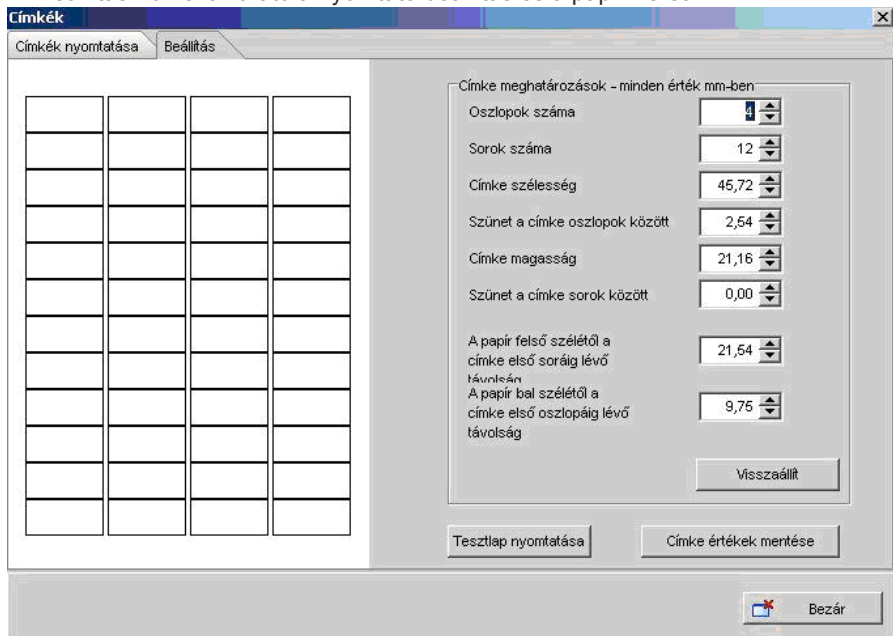 Címkék
Címkék nyomtatása Beállítás
Címke meghatározások - minden érték mm-ben
Oszlopok száma 4
Sorok száma 12
Címke szélesség 45,72
Szünet a címke oszlopok között 2,54
Címke magasság 21,16
Szünet a címke sorok között 0,00
A papír felső szélétől a
címke első soráig lévő 21,54
távolság
A papír bal szélétől a
címke első oszlopáig lévő 9,75
távolság
Visszaállít
Tesztlap nyomtatása Címke értékek mentése
Bezár